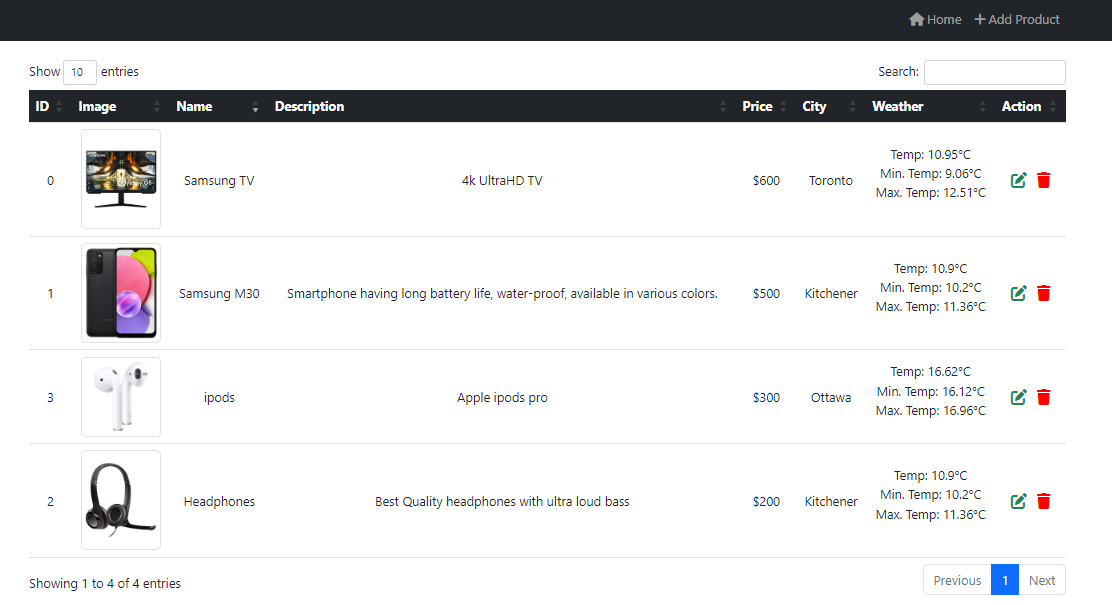 Home Add Product
Show 10 entries Search:
ID Image Name Description Price City Weather Action
0 Samsung TV 4k UltraHD TV $600 Toronto
Temp: 10.95°C
Min. Temp: 9.06°C
Max. Temp: 12.51°C
1 Samsung M30 Smartphone having long battery life, water-proof, available in various colors. $500 Kitchener
Temp: 10.9°C
Min. Temp: 10.2°C
Max. Temp: 11.36°C
3 ipods Apple ipods pro $300 Ottawa
Temp: 16.62°C
Min. Temp: 16.12°C
Max. Temp: 16.96°C
2 Headphones Best Quality headphones with ultra loud bass $200 Kitchener
Temp: 10.9°C
Min. Temp: 10.2°C
Max. Temp: 11.36°C
Showing 1 to 4 of 4 entries Previous 1 Next